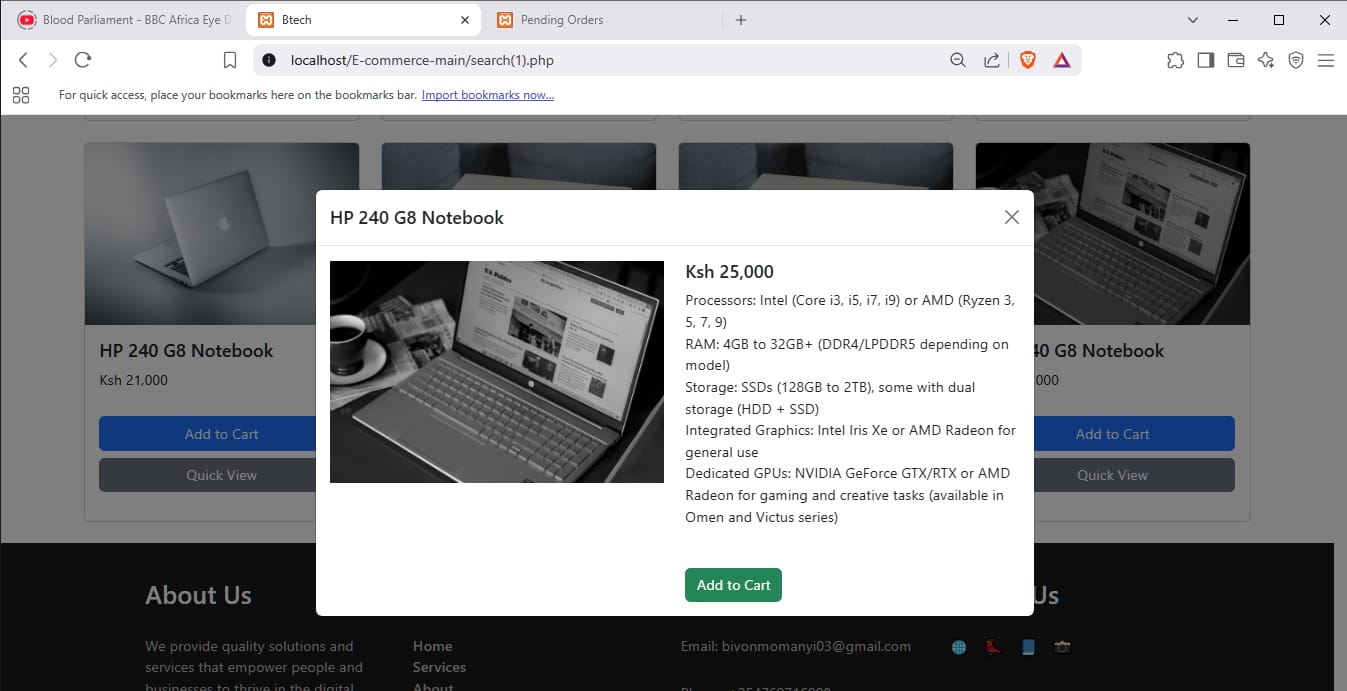 Blood Parliament - BBC Africa Eye D
Btech
Pending Orders
localhost/E-commerce-main/search(1).php
For quick access, place your bookmarks here on the bookmarks bar. Import bookmarks now...
HP 240 G8 Notebook
Ksh 25,000
Processors: Intel (Core i3, i5, i7, i9) or AMD (Ryzen 3,
5, 7, 9)
RAM: 4GB to 32GB+ (DDR4/LPDDR5 depending on
model)
Storage: SSDs (128GB to 2TB), some with dual
storage (HDD + SSD)
Integrated Graphics: Intel Iris Xe or AMD Radeon for
general use
Dedicated GPUs: NVIDIA GeForce GTX/RTX or AMD
Radeon for gaming and creative tasks (available in
Omen and Victus series)
Add to Cart
HP 240 G8 Notebook
Ksh 21,000
Add to Cart
Quick View
40 G8 Notebook
000
Add to Cart
Quick View
About Us
We provide quality solutions and
services that empower people and
businesses to thrive in the digital
Home
Services
About
Email: bivonmomanyi03@gmail.com
Us